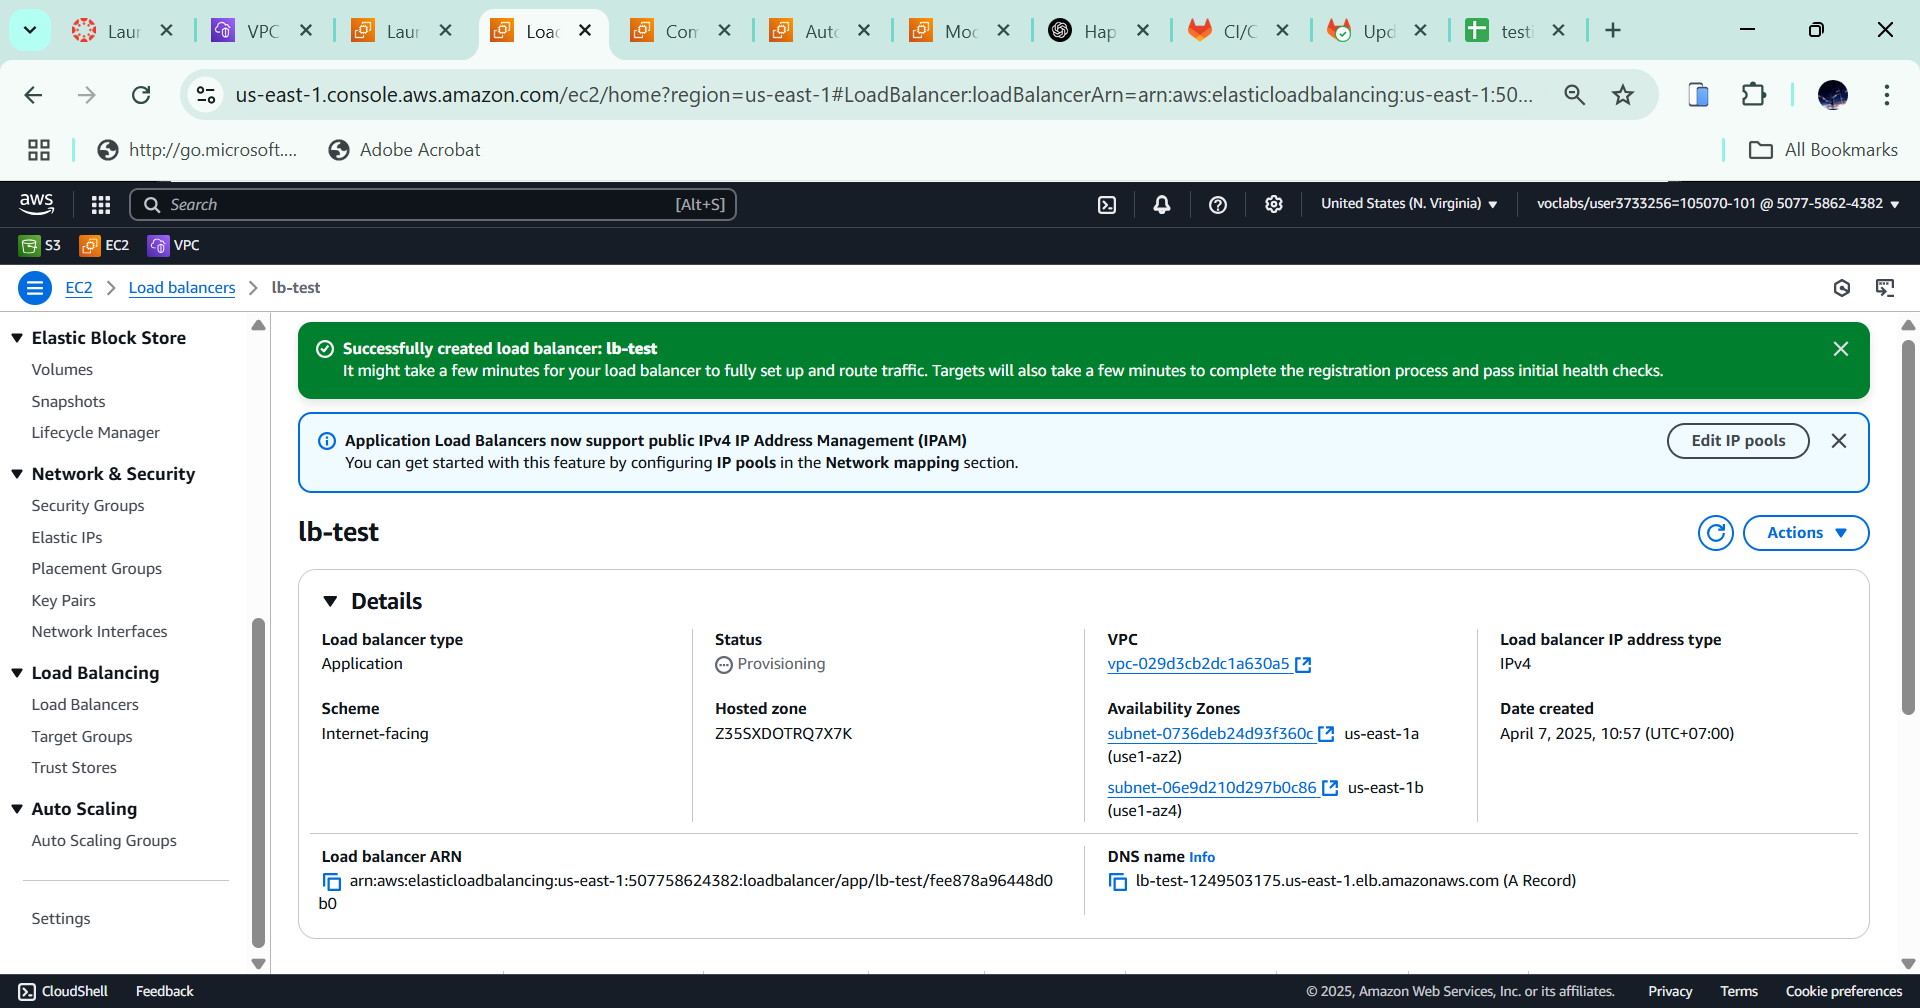 Laun
VPC
Laun
Loac
Com
Auto
Moc
Hap
CI/C
Upd
testi
us-east-1.console.aws.amazon.com/ec2/home?region=us-east-1#LoadBalancer:loadBalancerArn=arn:aws:elasticloadbalancing:us-east-1:50...
http://go.microsoft....
Adobe Acrobat
All Bookmarks
aws
Search
[Alt+S]
United States (N. Virginia)
voclabs/user3733256=105070-101 @ 5077-5862-4382
S3
EC2
VPC
EC2
Load balancers
lb-test
Elastic Block Store
Volumes
Snapshots
Lifecycle Manager
Network & Security
Security Groups
Elastic IPs
Placement Groups
Key Pairs
Network Interfaces
Load Balancing
Load Balancers
Target Groups
Trust Stores
Auto Scaling
Auto Scaling Groups
Settings
Successfully created load balancer: lb-test
It might take a few minutes for your load balancer to fully set up and route traffic. Targets will also take a few minutes to complete the registration process and pass initial health checks.
Application Load Balancers now support public IPv4 IP Address Management (IPAM)
You can get started with this feature by configuring IP pools in the Network mapping section.
Edit IP pools
lb-test
Actions
Details
Load balancer type
Application
Status
Provisioning
VPC
vpc-029d3cb2dc1a630a5
Load balancer IP address type
IPv4
Scheme
Internet-facing
Hosted zone
Z35SXDOTRQ7X7K
Availability Zones
subnet-0736deb24d93f360c us-east-1a
(use1-az2)
subnet-06e9d210d297b0c86 us-east-1b
(use1-az4)
Date created
April 7, 2025, 10:57 (UTC+07:00)
Load balancer ARN
arn:aws:elasticloadbalancing:us-east-1:507758624382:loadbalancer/app/lb-test/fee878a96448d0
b0
DNS name Info
lb-test-1249503175.us-east-1.elb.amazonaws.com (A Record)
CloudShell
Feedback
© 2025, Amazon Web Services, Inc. or its affiliates.
Privacy
Terms
Cookie preferences